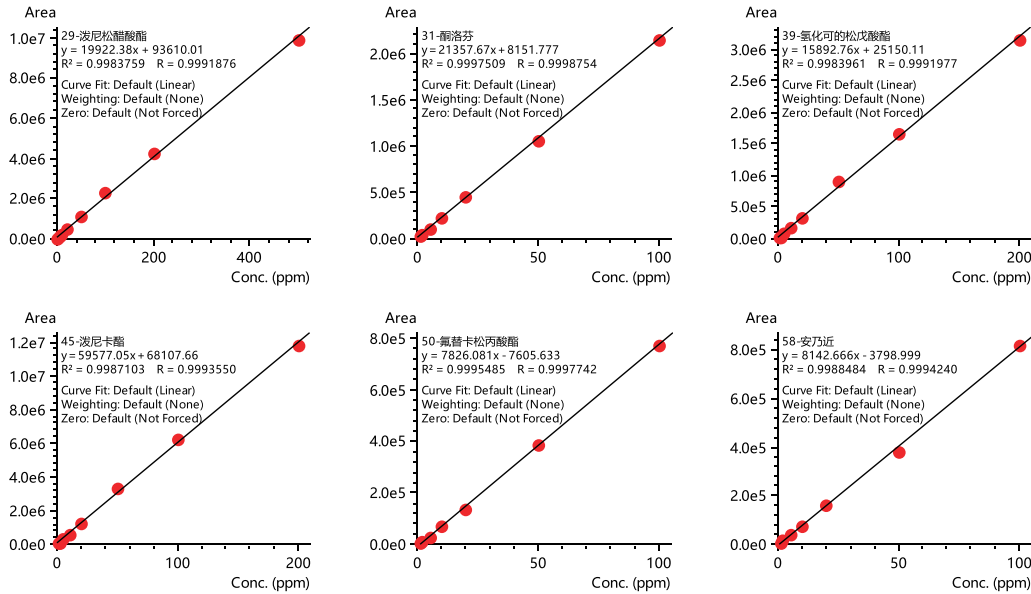 Area
29-泼尼松醋酸酯
y = 19922.38x + 93610.01
R² = 0.9983759 R = 0.9991876
Curve Fit: Default (Linear)
Weighting: Default (None)
Zero: Default (Not Forced)
1.0e7
8.0e6
6.0e6
4.0e6
2.0e6
0.0e0
0 200 400
Conc. (ppm)
Area
31-酮洛芬
y = 21357.67x + 8151.777
R² = 0.9997509 R = 0.9998754
Curve Fit: Default (Linear)
Weighting: Default (None)
Zero: Default (Not Forced)
2.0e6
1.5e6
1.0e6
5.0e5
0.0e0
0 50 100
Conc. (ppm)
Area
39-氢化可的松戊酸酯
y = 15892.76x + 25150.11
R² = 0.9983961 R = 0.9991977
Curve Fit: Default (Linear)
Weighting: Default (None)
Zero: Default (Not Forced)
3.0e6
2.5e6
2.0e6
1.5e6
1.0e6
5.0e5
0.0e0
0 100 200
Conc. (ppm)
Area
45-泼尼卡酯
y = 59577.05x + 68107.66
R² = 0.9987103 R = 0.9993550
Curve Fit: Default (Linear)
Weighting: Default (None)
Zero: Default (Not Forced)
1.2e7
1.0e7
8.0e6
6.0e6
4.0e6
2.0e6
0.0e0
0 100 200
Conc. (ppm)
Area
50-氟替卡松丙酸酯
y = 7826.081x - 7605.633
R² = 0.9995485 R = 0.9997742
Curve Fit: Default (Linear)
Weighting: Default (None)
Zero: Default (Not Forced)
8.0e5
6.0e5
4.0e5
2.0e5
0.0e0
0 50 100
Conc. (ppm)
Area
58-安乃近
y = 8142.666x - 3798.999
R² = 0.9988484 R = 0.9994240
Curve Fit: Default (Linear)
Weighting: Default (None)
Zero: Default (Not Forced)
8.0e5
6.0e5
4.0e5
2.0e5
0.0e0
0 50 100
Conc. (ppm)